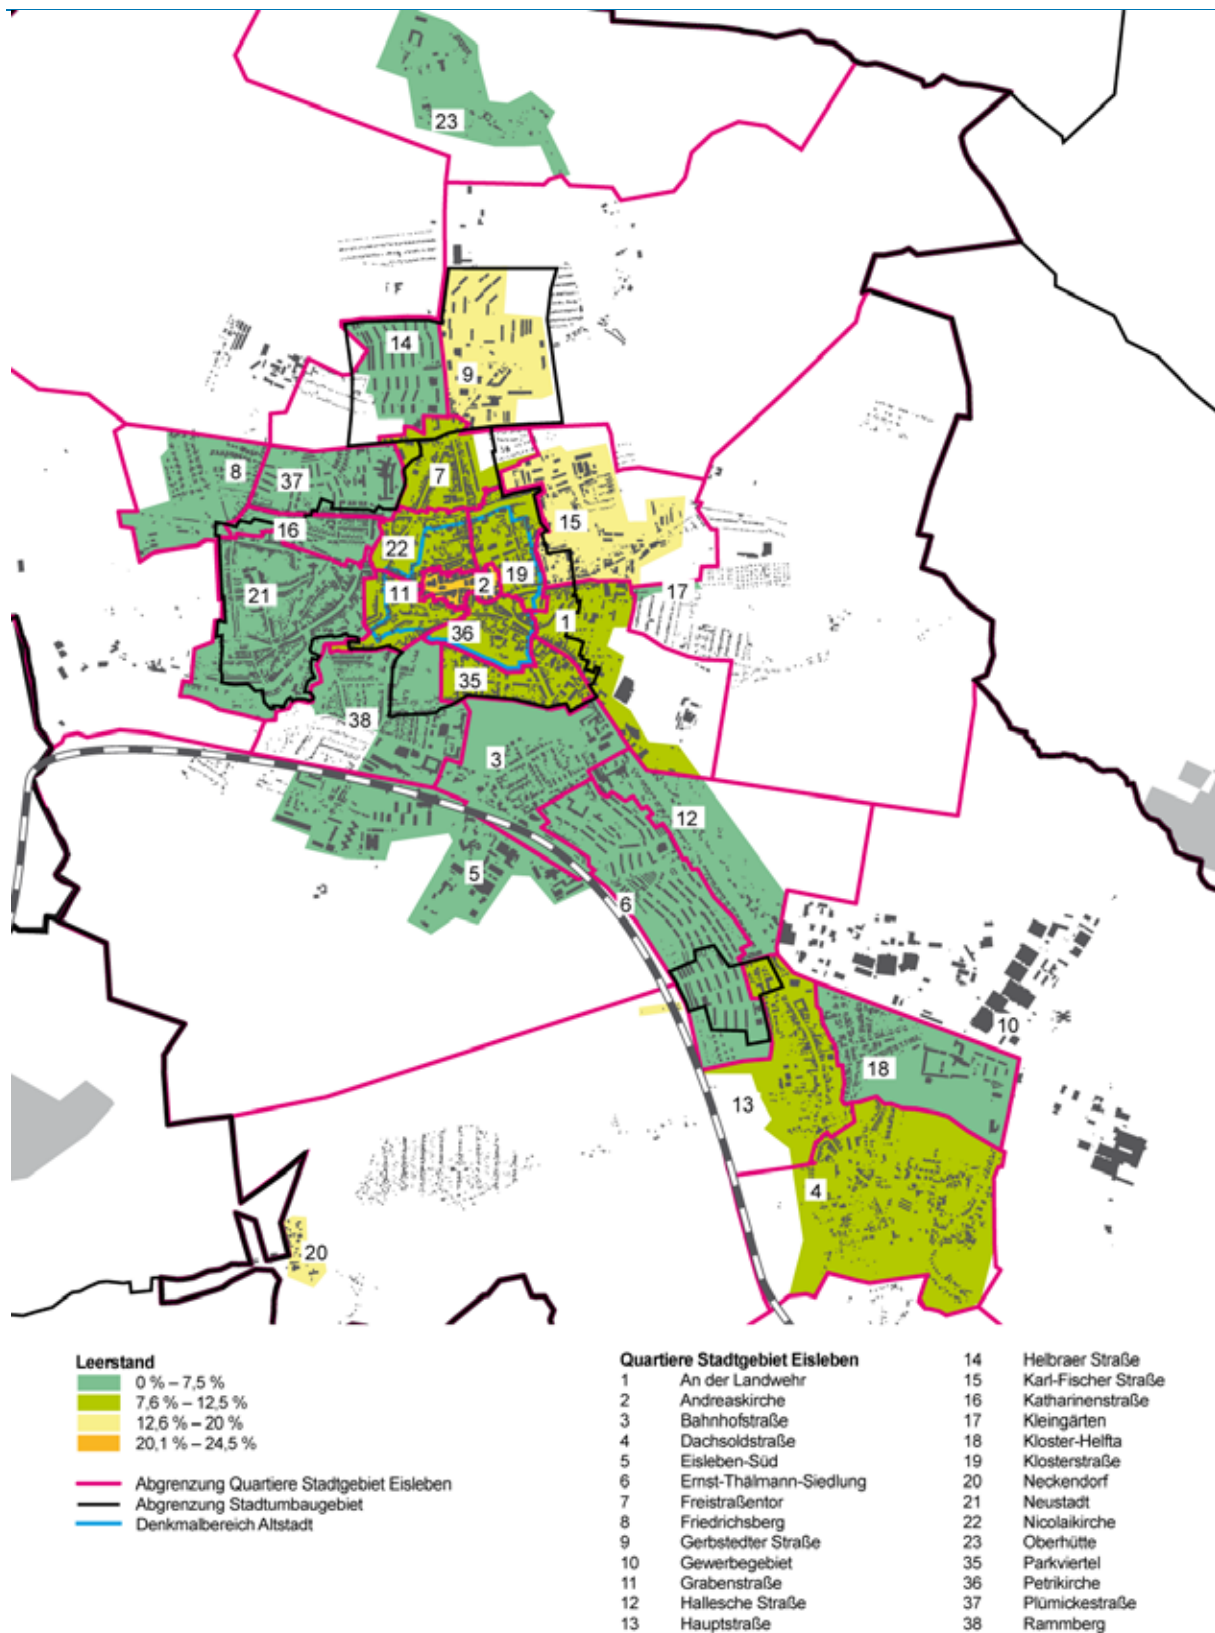 23
14
9
8
37
7
16
15
22
19
21
11
2
17
1
36
35
38
3
12
5
6
10
18
13
4
20
Leerstand
0 % – 7,5 %
7,6 % – 12,5 %
12,6 % – 20 %
20,1 % – 24,5 %
Abgrenzung Quartiere Stadtgebiet Eisleben
Abgrenzung Stadtumbaugebiet
Denkmalbereich Altstadt
Quartiere Stadtgebiet Eisleben
1 An der Landwehr
2 Andreaskirche
3 Bahnhofstraße
4 Dachsoldstraße
5 Eisleben-Süd
6 Ernst-Thälmann-Siedlung
7 Freistraßentor
8 Friedrichsberg
9 Gerbstedter Straße
10 Gewerbegebiet
11 Grabenstraße
12 Hallesche Straße
13 Hauptstraße
14 Helbraer Straße
15 Karl-Fischer Straße
16 Katharinenstraße
17 Kleingärten
18 Kloster-Helfta
19 Klosterstraße
20 Neckendorf
21 Neustadt
22 Nicolaikirche
23 Oberhütte
35 Parkviertel
36 Petrikirche
37 Plümickestraße
38 Rammberg